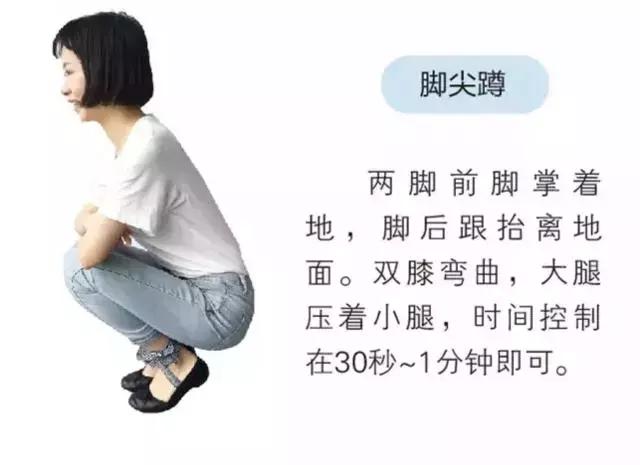 脚尖蹲
两脚前脚掌着
地，脚后跟抬离地
面。双膝弯曲，大腿
压着小腿，时间控制
在30秒~1分钟即可。